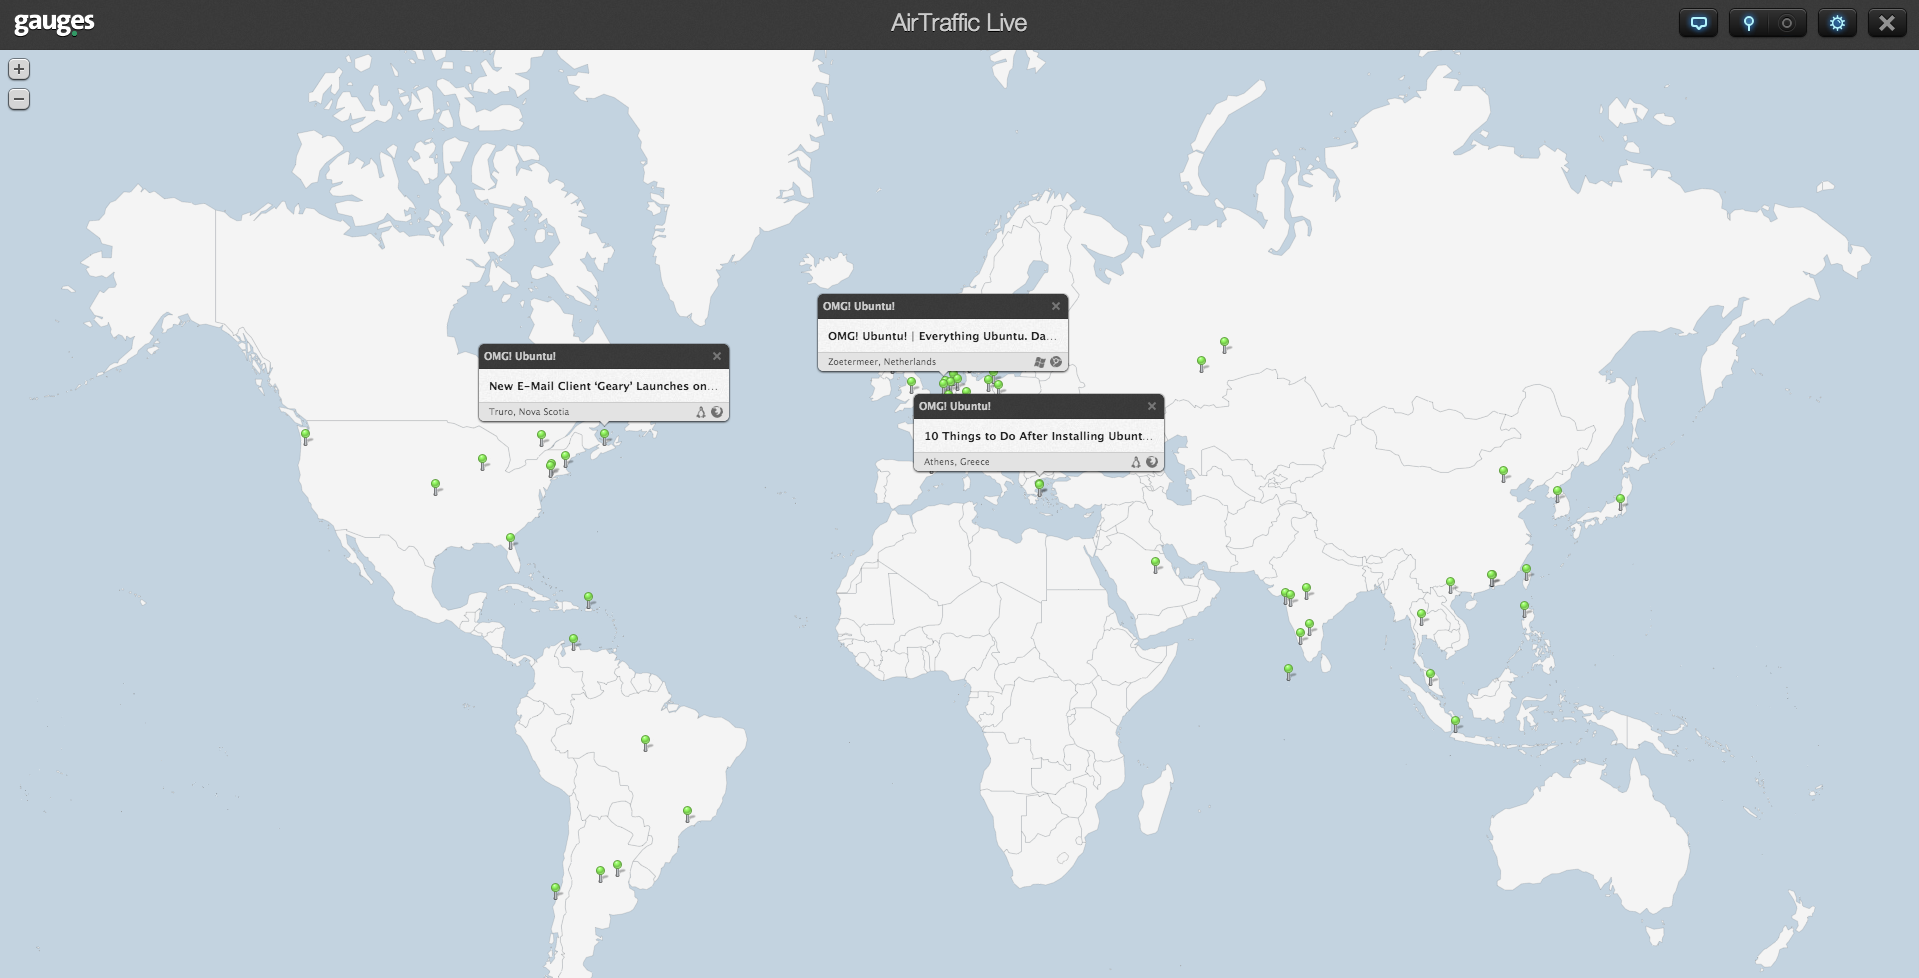 gauges
AirTraffic Live
OMG! Ubuntu!
OMG! Ubuntu! | Everything Ubuntu. Da...
Zoetermeer, Netherlands
OMG! Ubuntu!
New E-Mail Client ‘Geary’ Launches on...
Truro, Nova Scotia
OMG! Ubuntu!
10 Things to Do After Installing Ubunt...
Athens, Greece